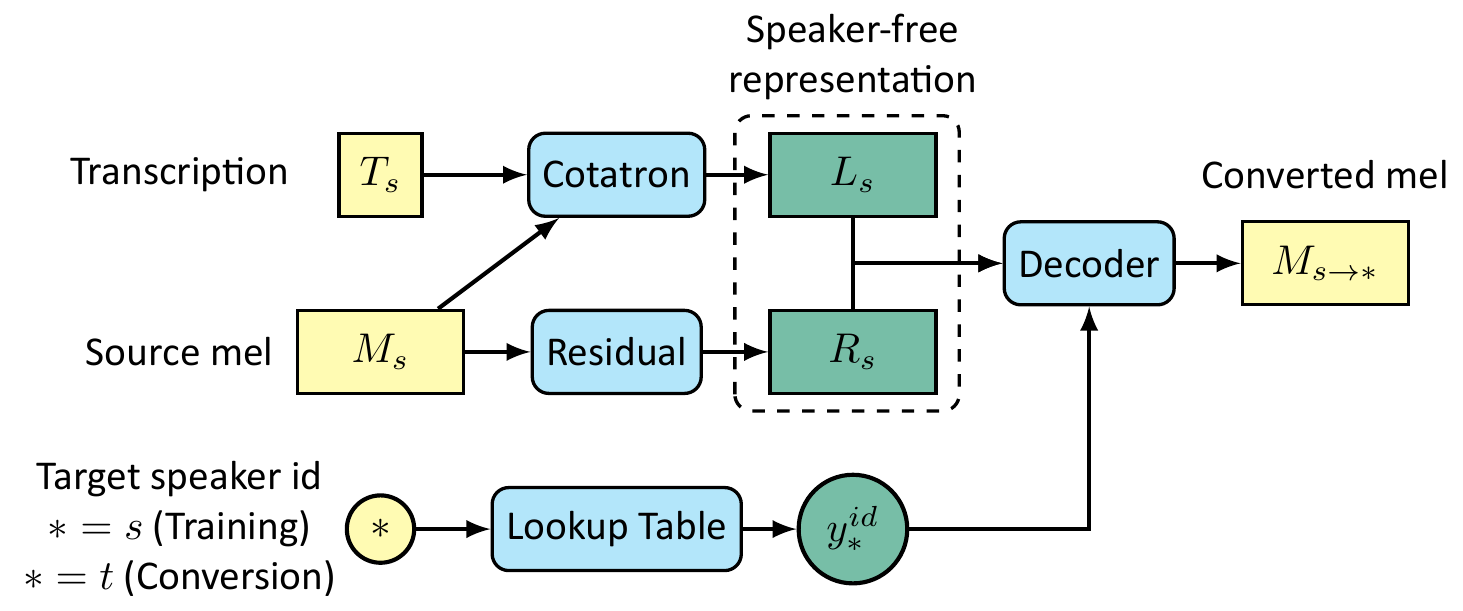 Speaker-free
representation
Transcription
T_s
Cotatron
L_s
Converted mel
Decoder
M_{s→*}
Source mel
M_s
Residual
R_s
Target speaker id
* = s (Training)
* = t (Conversion)
*
Lookup Table
y_*^{id}